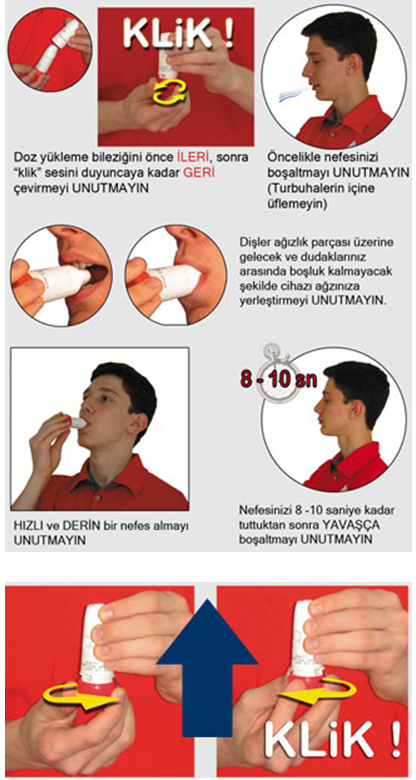 KLiK !
Doz yükleme bileziğini önce İLERİ, sonra
“klik” sesini duyuncaya kadar GERİ
çevirmeyi UNUTMAYIN
Öncelikle nefesinizi
boşaltmayı UNUTMAYIN
(Turbuhalerin içine
üflemeyin)
Dişler ağızlık parçası üzerine
gelecek ve dudaklarınız
arasında boşluk kalmayacak
şekilde cihazı ağzınıza
yerleştirmeyi UNUTMAYIN.
HIZLI ve DERİN bir nefes almayı
UNUTMAYIN
8 - 10 sn
Nefesinizi 8 -10 saniye kadar
tuttuktan sonra YAVAŞÇA
boşaltmayı UNUTMAYIN
KLiK !